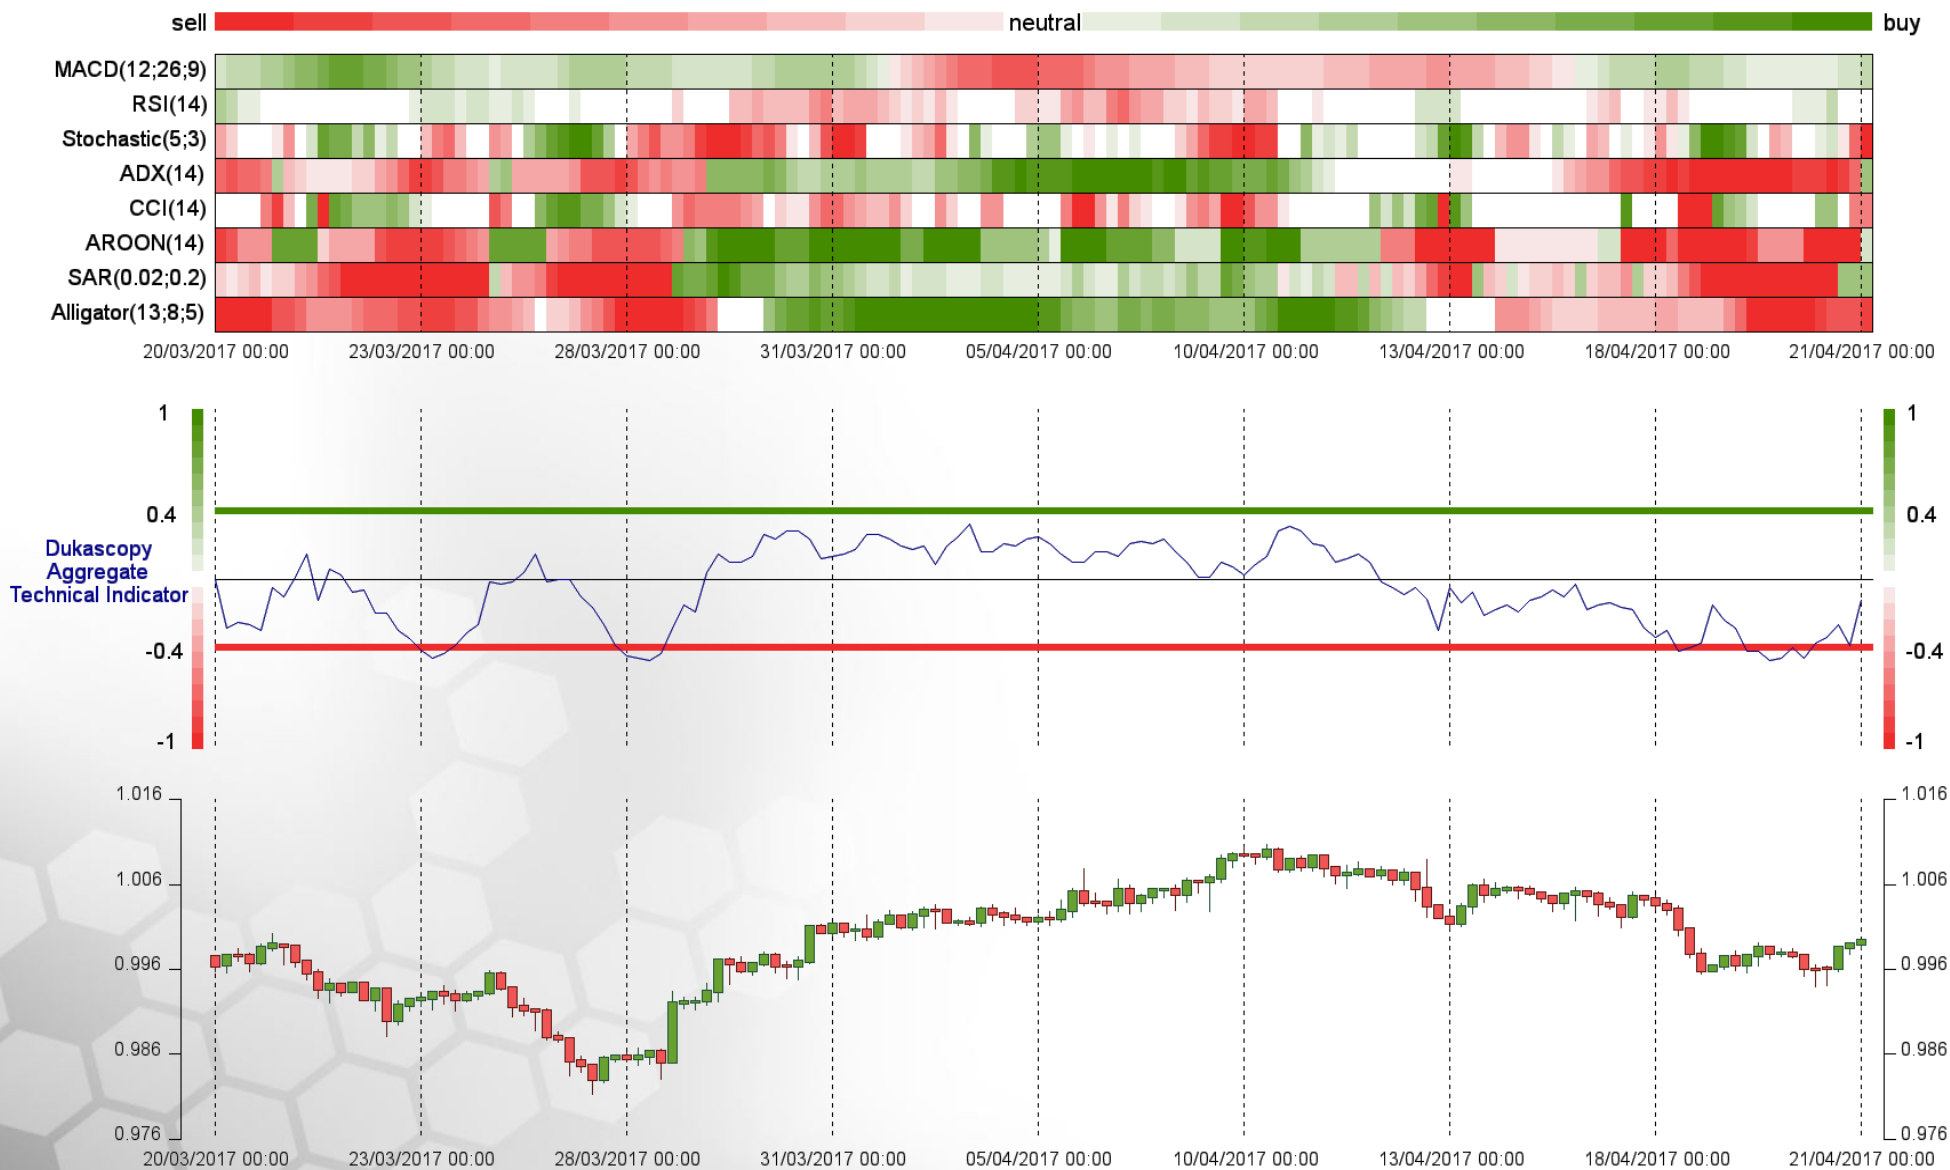 sell neutral buy
MACD(12;26;9)
RSI(14)
Stochastic(5;3)
ADX(14)
CCI(14)
AROON(14)
SAR(0.02;0.2)
Alligator(13;8;5)
20/03/2017 00:00 23/03/2017 00:00 28/03/2017 00:00 31/03/2017 00:00 05/04/2017 00:00 10/04/2017 00:00 13/04/2017 00:00 18/04/2017 00:00 21/04/2017 00:00
1 1
0.4 0.4
Dukascopy
Aggregate
Technical Indicator
-0.4 -0.4
-1 -1
1.016 1.016
1.006 1.006
0.996 0.996
0.986 0.986
0.976 0.976
20/03/2017 00:00 23/03/2017 00:00 28/03/2017 00:00 31/03/2017 00:00 05/04/2017 00:00 10/04/2017 00:00 13/04/2017 00:00 18/04/2017 00:00 21/04/2017 00:00